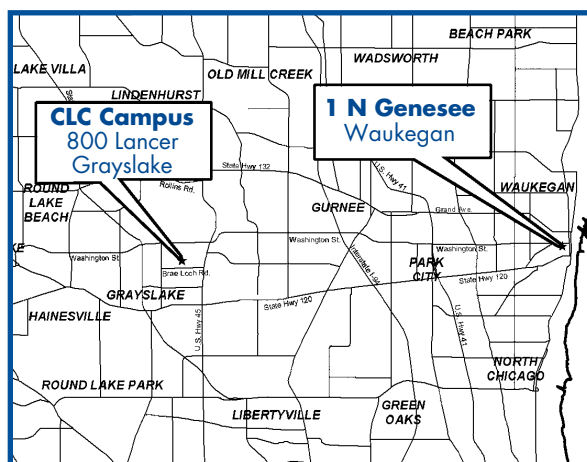 BEACH PARK
WADSWORTH
LAKE VILLA
OLD MILL CREEK
LINDENHURST
CLC Campus
800 Lancer
Grayslake
1 N Genesee
Waukegan
State Hwy 132
U.S. Hwy 41
Rollins Rd.
ROUND
LAKE
BEACH
WAUKEGAN
GURNEE
Grand Ave.
Washington St.
Washington St.
Washington St.
Interstate I-94
Brae Loch Rd.
PARK
CITY
State Hwy 120
GRAYSLAKE
State Hwy 120
HAINESVILLE
U.S. Hwy 45
U.S. Hwy 41
NORTH
CHICAGO
ROUND LAKE PARK
GREEN
OAKS
LIBERTYVILLE